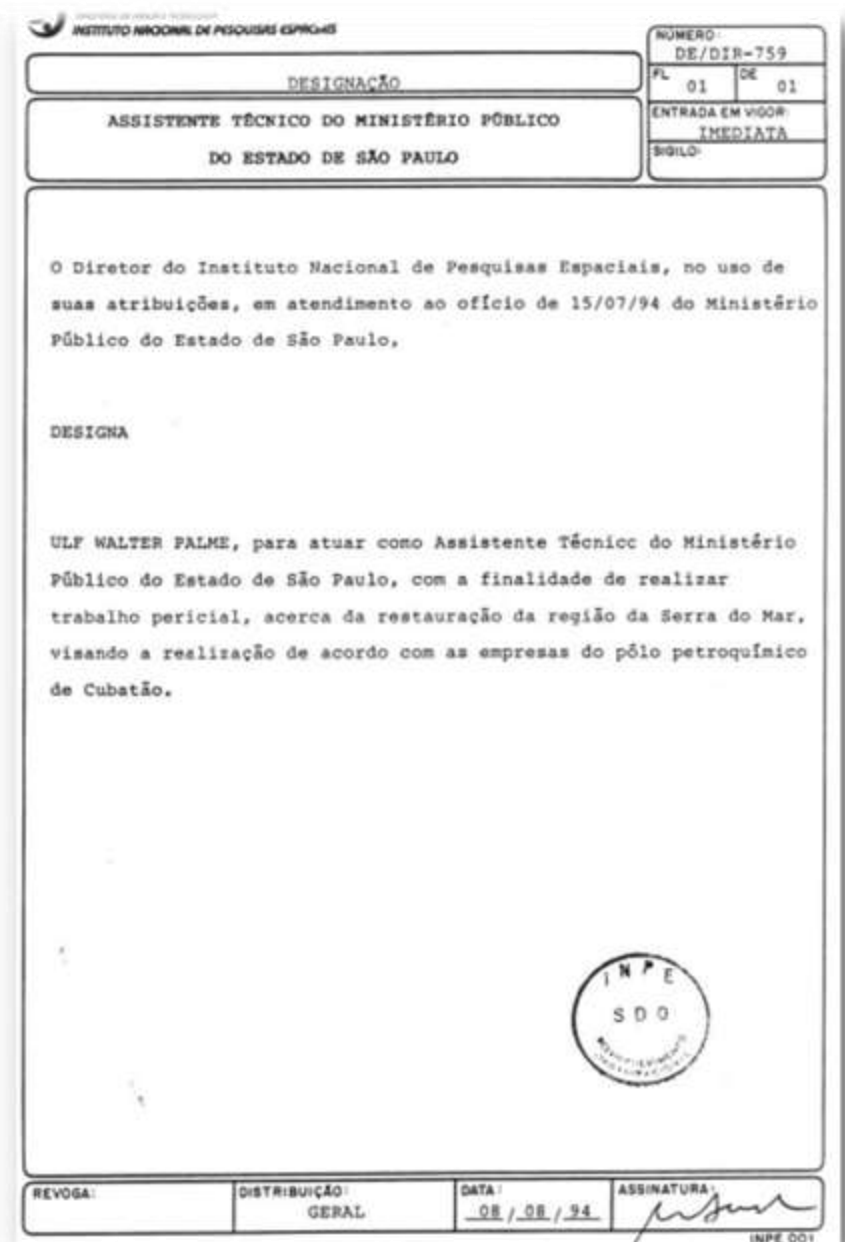 INSTITUTO NACIONAL DE PESQUISAS ESPACIAIS
NÚMERO:
DE/DIR-759
DESIGNAÇÃO
FL 01 DE 01
ASSISTENTE TÉCNICO DO MINISTÉRIO PÚBLICO
DO ESTADO DE SÃO PAULO
ENTRADA EM VIGOR:
IMEDIATA
SIGILO:
O Diretor do Instituto Nacional de Pesquisas Espaciais, no uso de
suas atribuições, em atendimento ao ofício de 15/07/94 do Ministério
Público do Estado de São Paulo,
DESIGNA
ULF WALTER PALME, para atuar como Assistente Técnicc do Ministério
Público do Estado de São Paulo, com a finalidade de realizar
trabalho pericial, acerca da restauração da região da Serra do Mar,
visando a realização de acordo com as empresas do pôlo petroquímico
de Cubatão.
INPE
SDO
REVOGA:
DISTRIBUIÇÃO:
GERAL
DATA:
08 / 08 / 94
ASSINATURA:
INPE 001